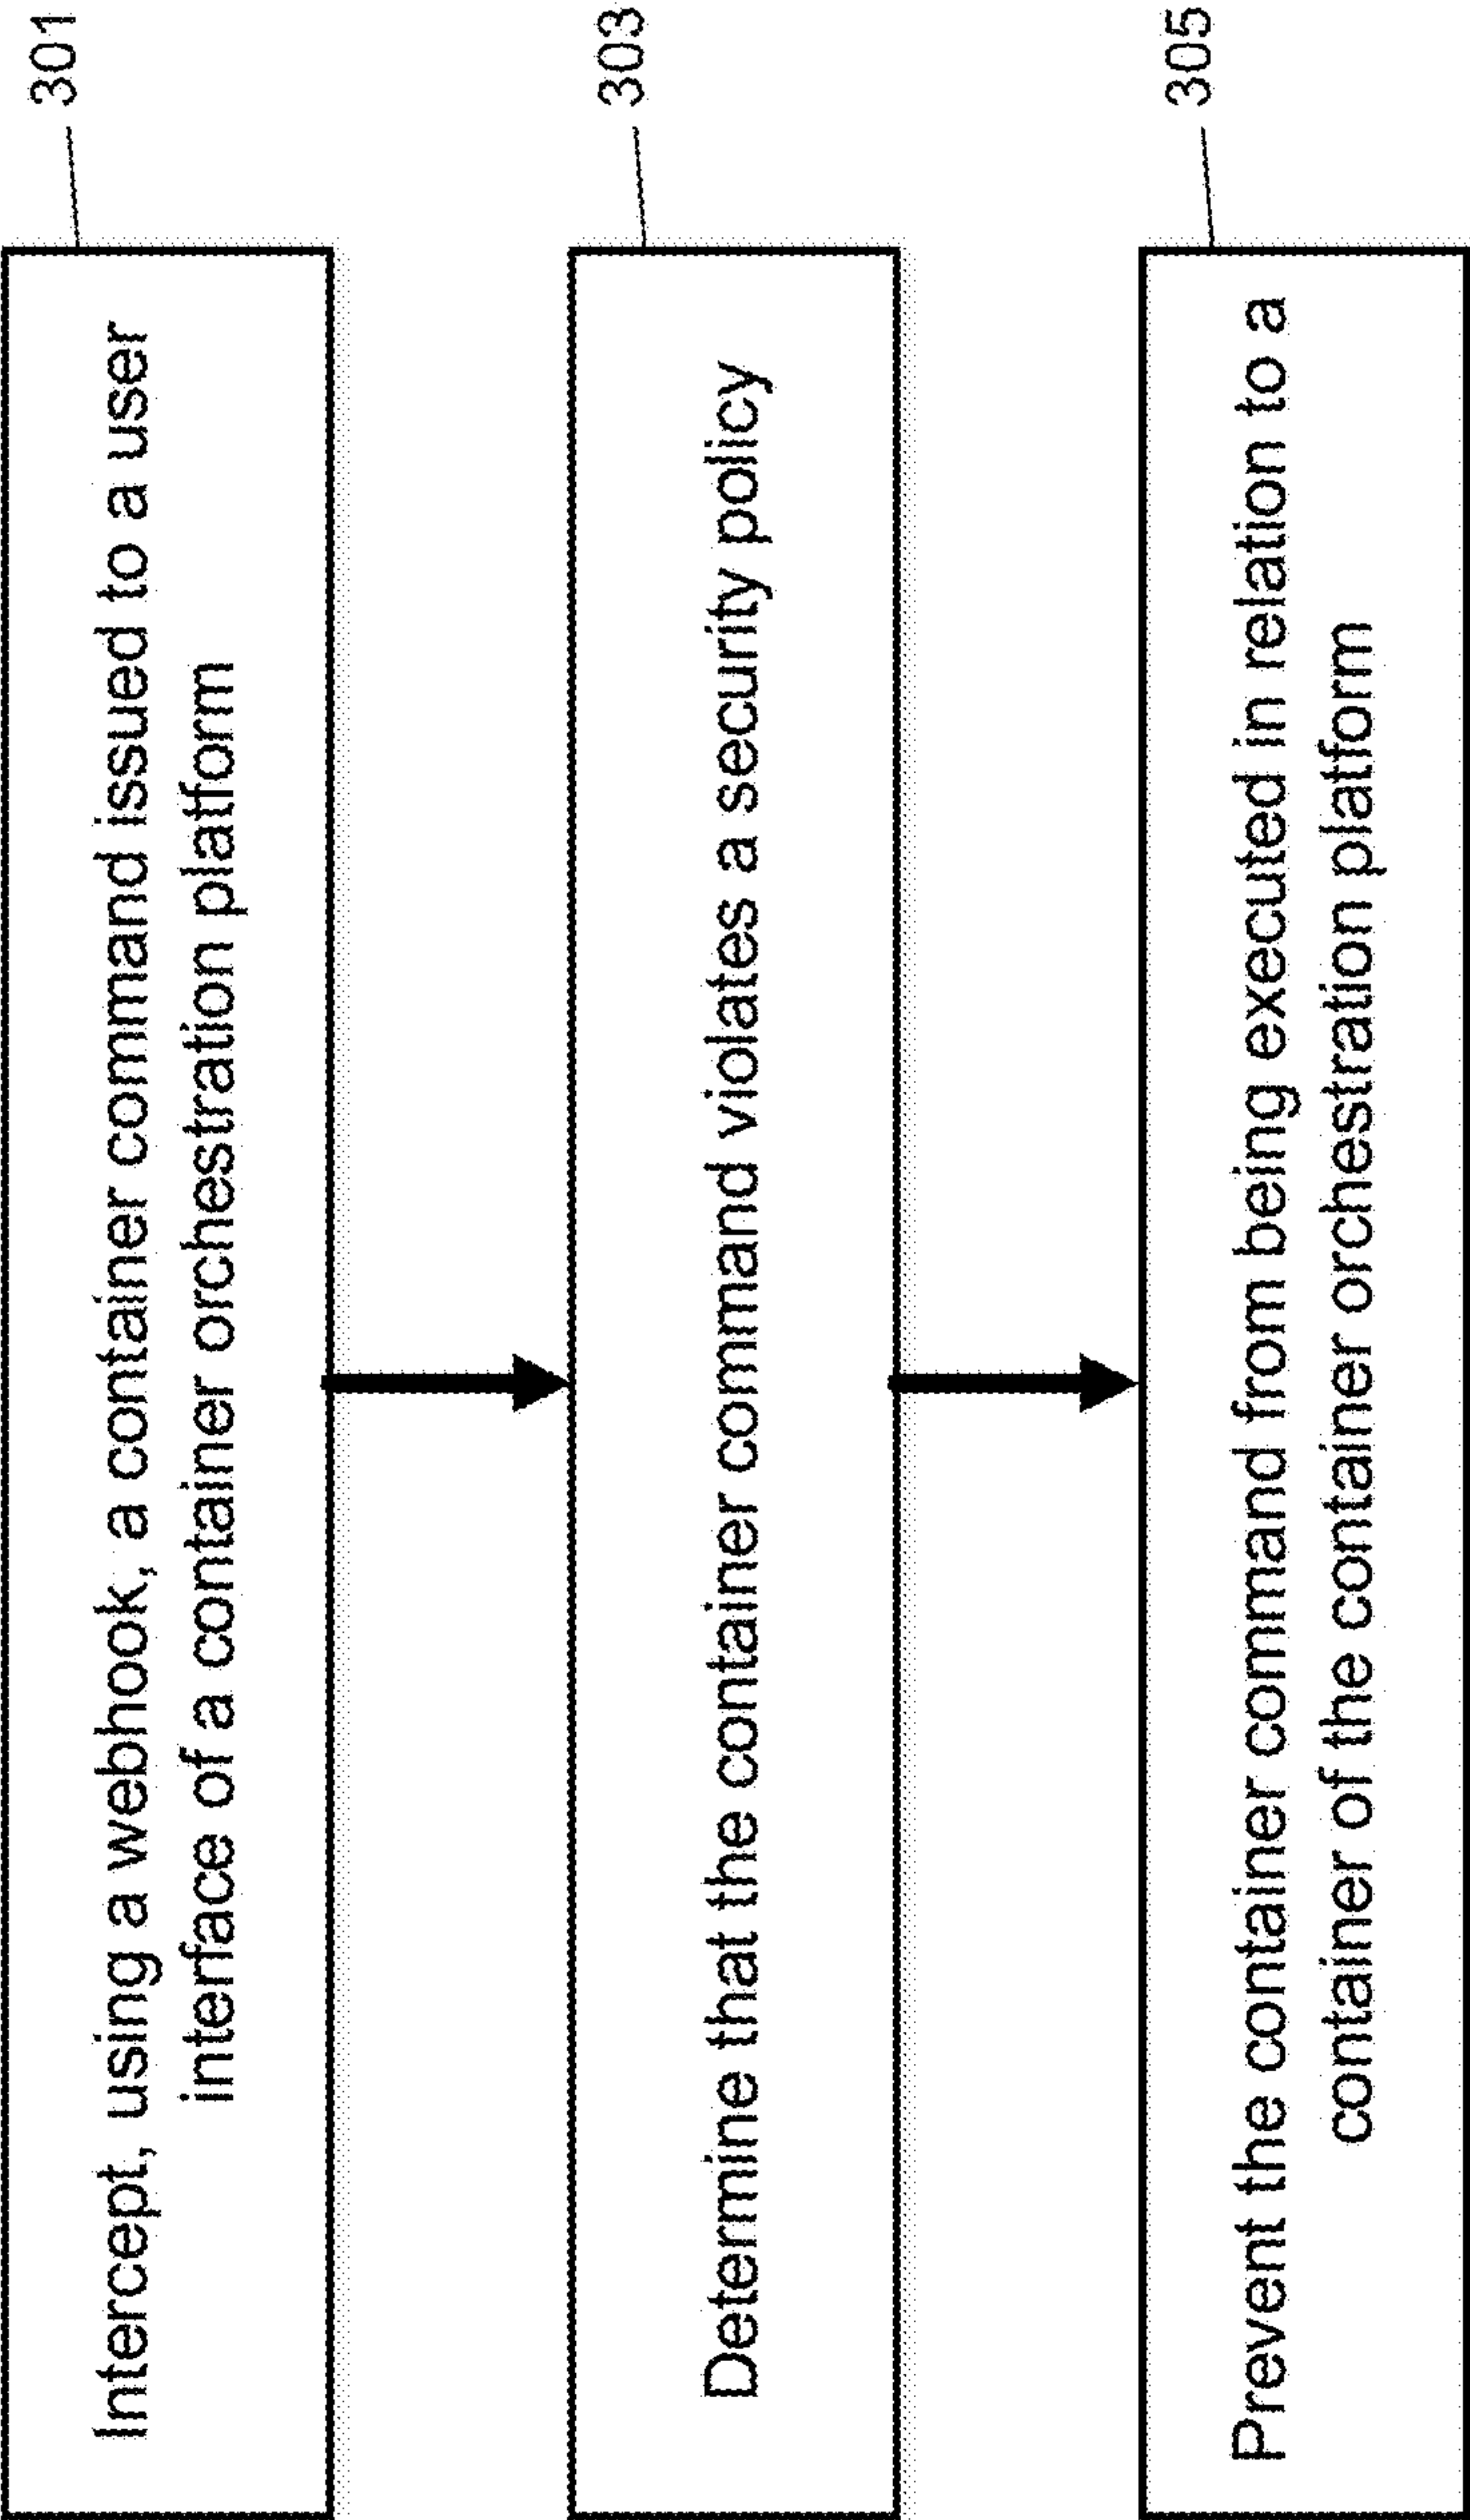 Intercept, using a webhook, a container command issued to a user
interface of a container orchestration platform
301
Determine that the container command violates a security policy
303
Prevent the container command from being executed in relation to a
container of the container orchestration platform
305